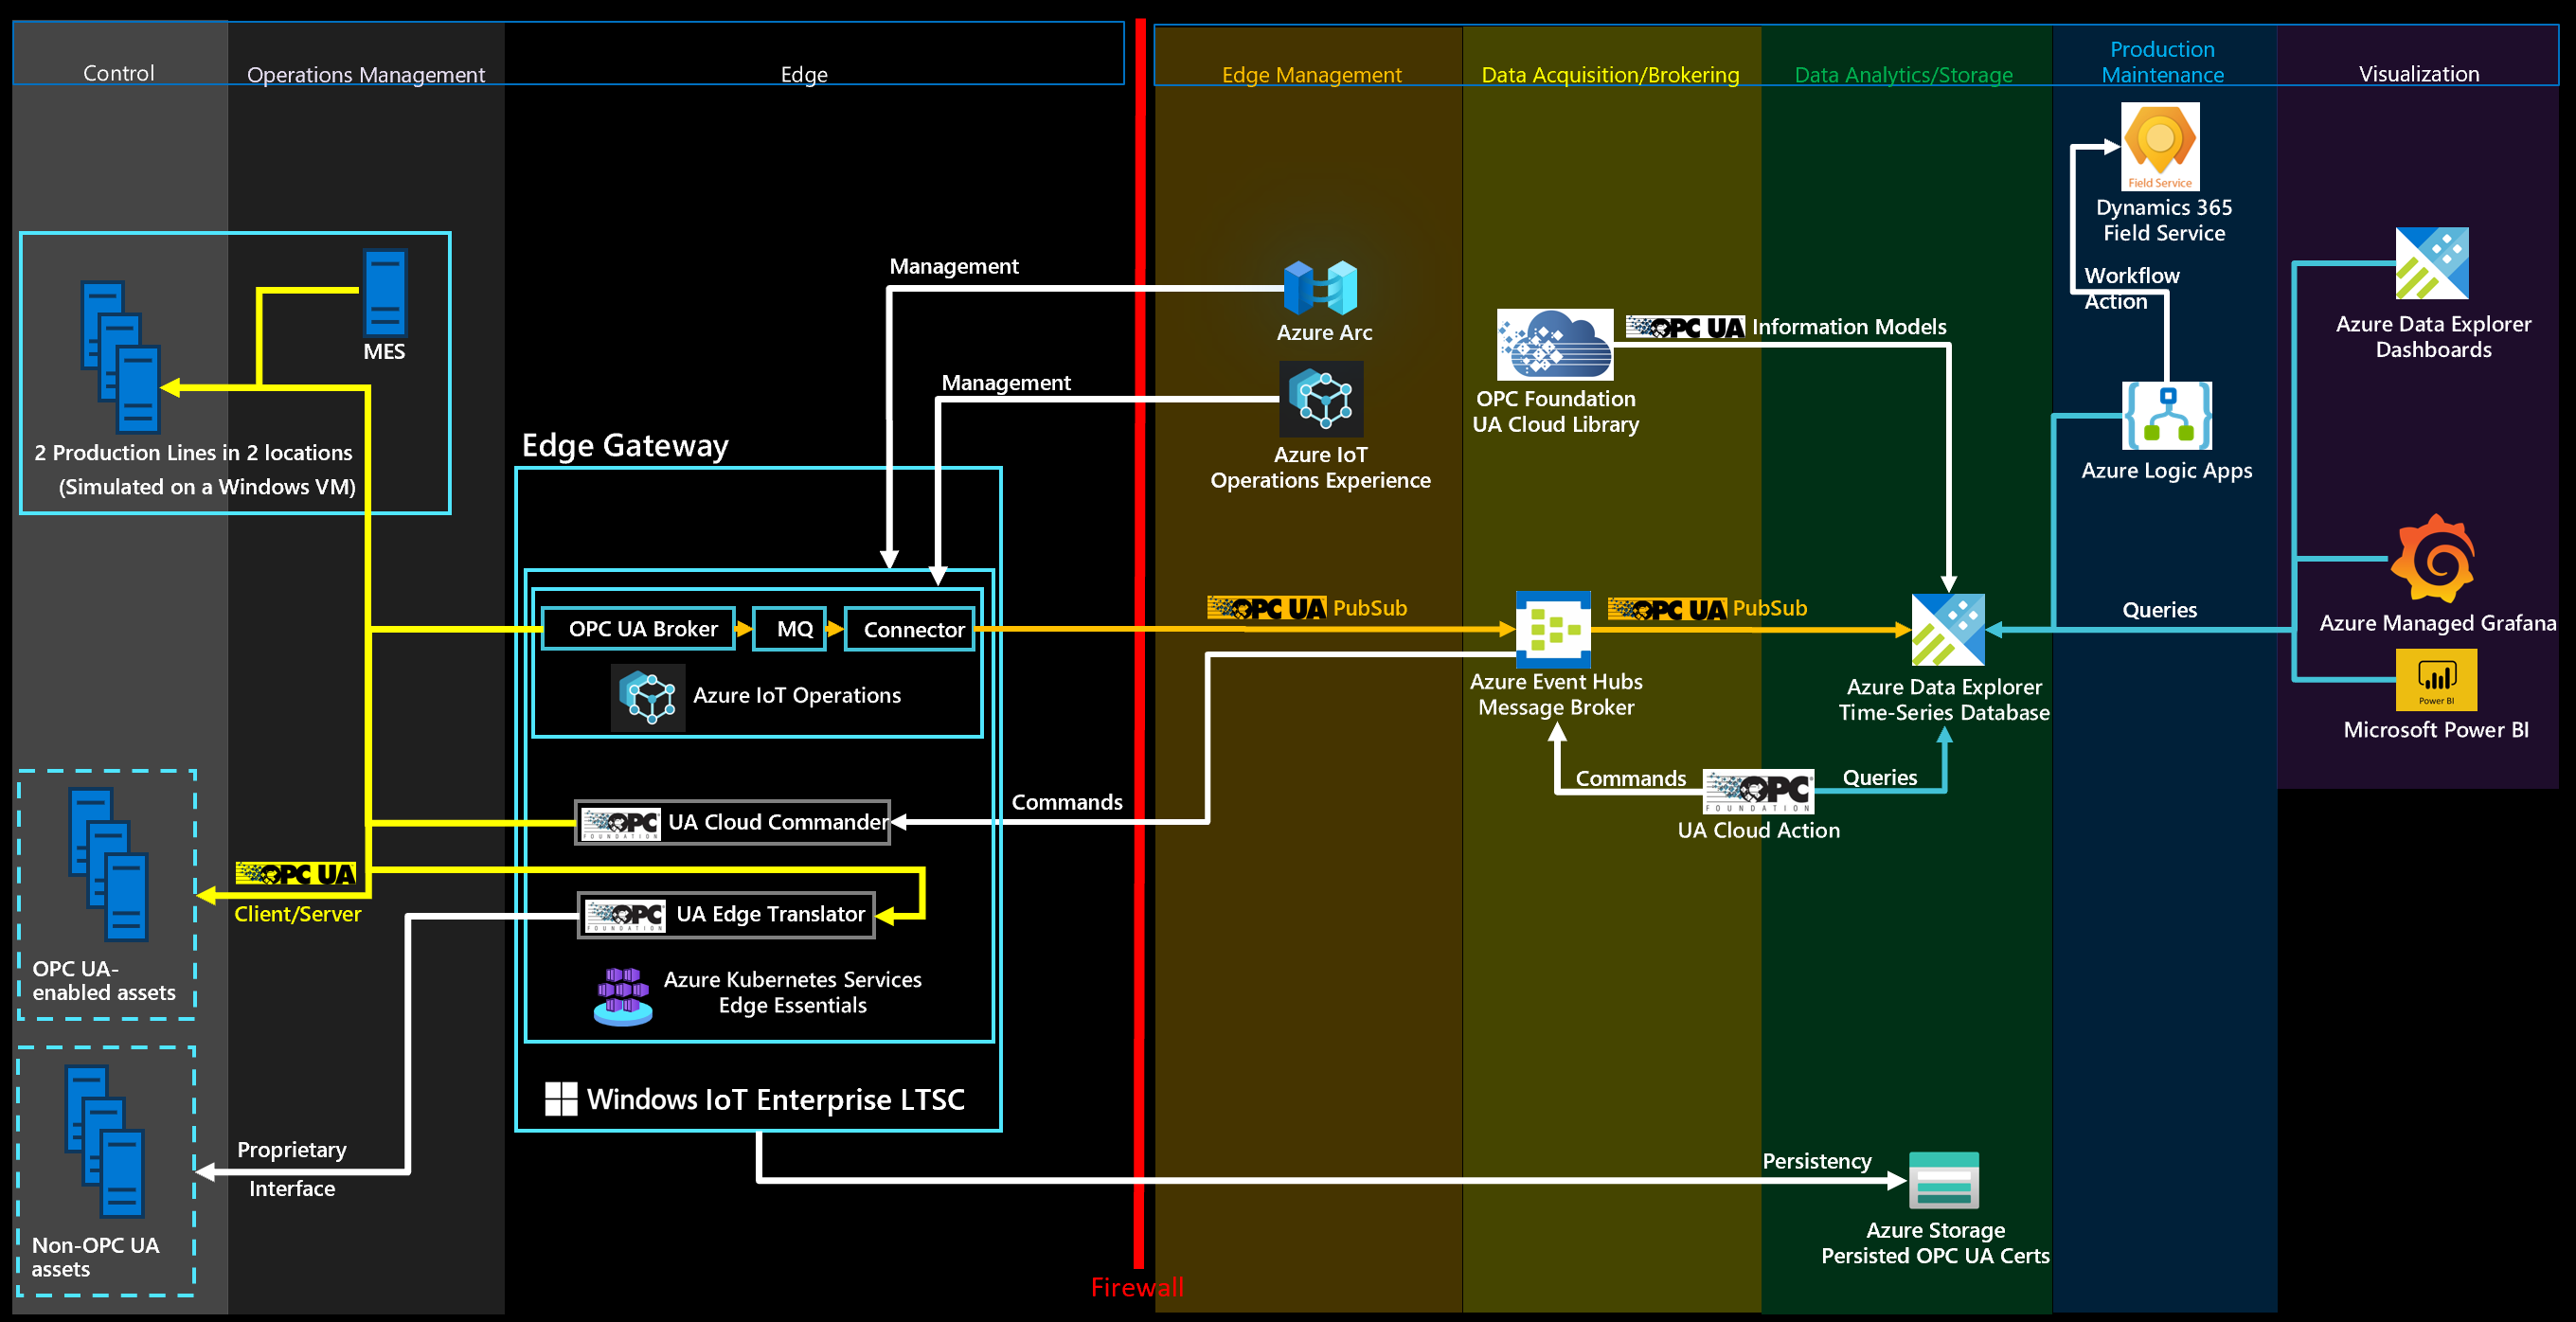 Control
Operations Management
Edge
Edge Management
Data Acquisition/Brokering
Data Analytics/Storage
Production
Maintenance
Visualization
Field Service
Dynamics 365
Field Service
Workflow
Action
Azure Logic Apps
MES
2 Production Lines in 2 locations
(Simulated on a Windows VM)
Management
Management
Azure Arc
Azure IoT
Operations Experience
OPC UA Information Models
OPC Foundation
UA Cloud Library
Azure Data Explorer
Dashboards
Edge Gateway
OPC UA Broker
MQ
Connector
Azure IoT Operations
OPC UA PubSub
OPC UA PubSub
Azure Event Hubs
Message Broker
Azure Data Explorer
Time-Series Database
Queries
Azure Managed Grafana
Power BI
Microsoft Power BI
Commands
OPC
FOUNDATION
Queries
UA Cloud Action
Commands
OPC
FOUNDATION
UA Cloud Commander
OPC UA
Client/Server
OPC
FOUNDATION
UA Edge Translator
Azure Kubernetes Services
Edge Essentials
OPC UA-
enabled assets
Windows IoT Enterprise LTSC
Proprietary
Interface
Non-OPC UA
assets
Persistency
Azure Storage
Persisted OPC UA Certs
Firewall